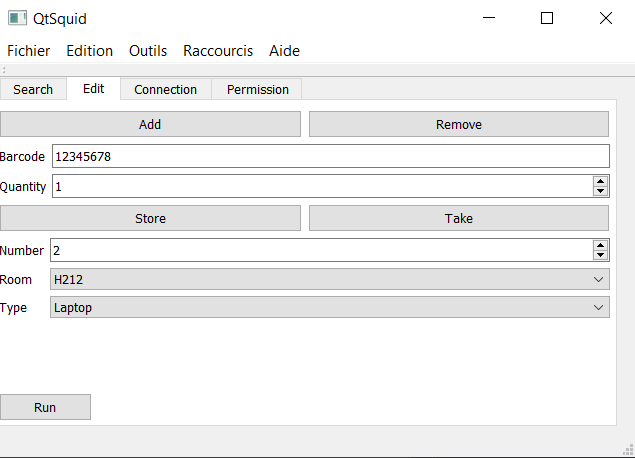 QtSquid
Fichier Edition Outils Raccourcis Aide
Search Edit Connection Permission
Add Remove
Barcode 12345678
Quantity 1
Store Take
Number 2
Room H212
Type Laptop
Run